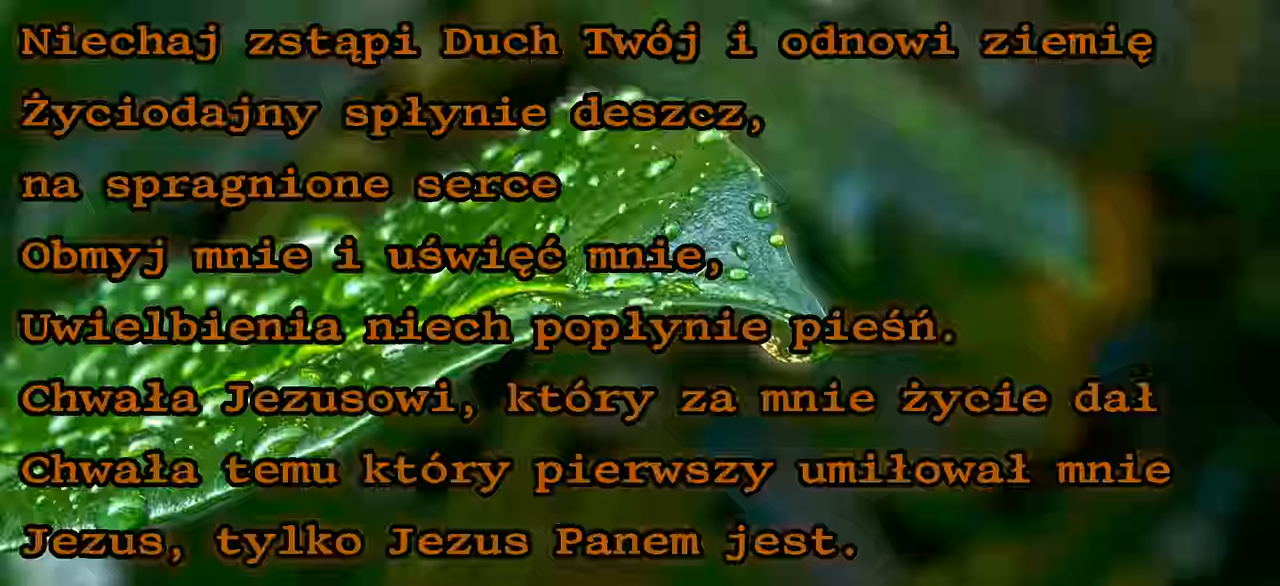 Niechaj zstąpi Duch Twój i odnowi ziemię
Życiodajny spłynie deszcz,
na spragnione serce
Obmyj mnie i uświęć mnie,
Uwielbienia niech popłynie pieśń.
Chwała Jezusowi, który za mnie życie dał
Chwała temu który pierwszy umiłował mnie
Jezus, tylko Jezus Panem jest.